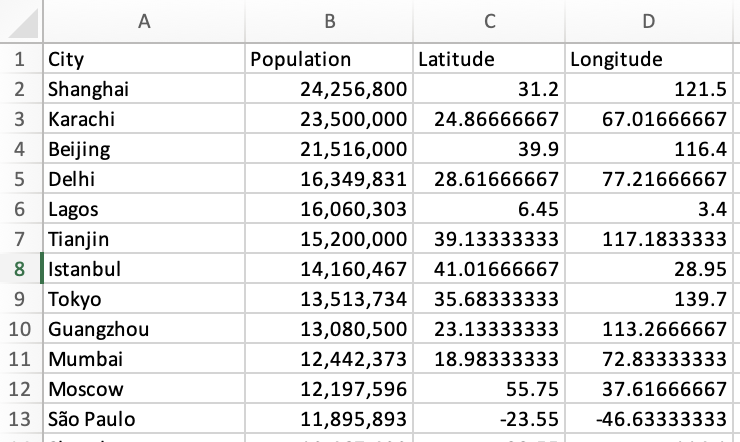 A B C D
1 City Population Latitude Longitude
2 Shanghai 24,256,800 31.2 121.5
3 Karachi 23,500,000 24.86666667 67.01666667
4 Beijing 21,516,000 39.9 116.4
5 Delhi 16,349,831 28.61666667 77.21666667
6 Lagos 16,060,303 6.45 3.4
7 Tianjin 15,200,000 39.13333333 117.1833333
8 Istanbul 14,160,467 41.01666667 28.95
9 Tokyo 13,513,734 35.68333333 139.7
10 Guangzhou 13,080,500 23.13333333 113.2666667
11 Mumbai 12,442,373 18.98333333 72.83333333
12 Moscow 12,197,596 55.75 37.61666667
13 São Paulo 11,895,893 -23.55 -46.63333333